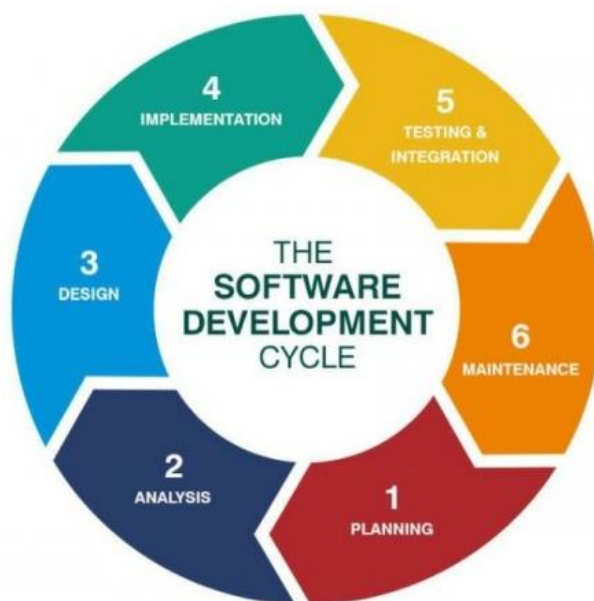 THE
SOFTWARE
DEVELOPMENT
CYCLE
1
PLANNING
2
ANALYSIS
3
DESIGN
4
IMPLEMENTATION
5
TESTING &
INTEGRATION
6
MAINTENANCE